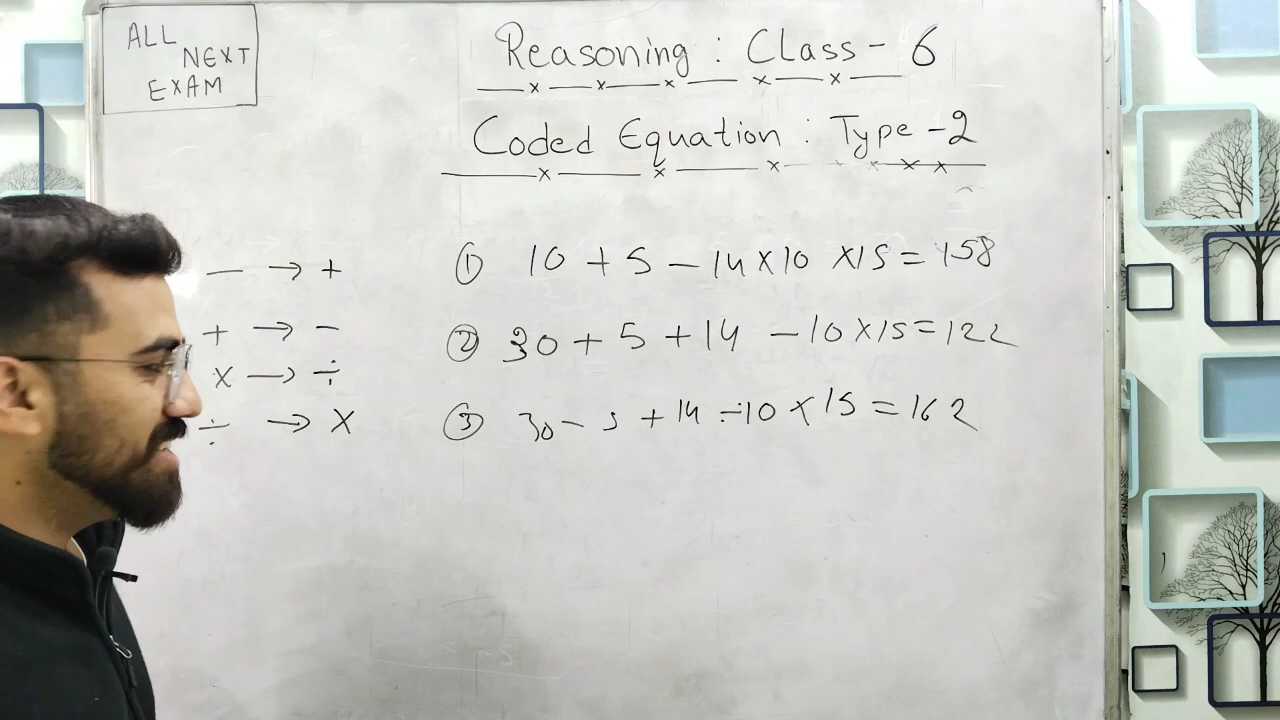 ALL
NEXT
EXAM
Reasoning : Class - 6
Coded Equation : Type - 2
— → +
+ → −
× → ÷
÷ → ×
① 10 + 5 − 14 × 10 × 15 = 158
② 30 + 5 + 14 − 10 × 15 = 122
③ 30 − 5 + 14 ÷ 10 × 15 = 162